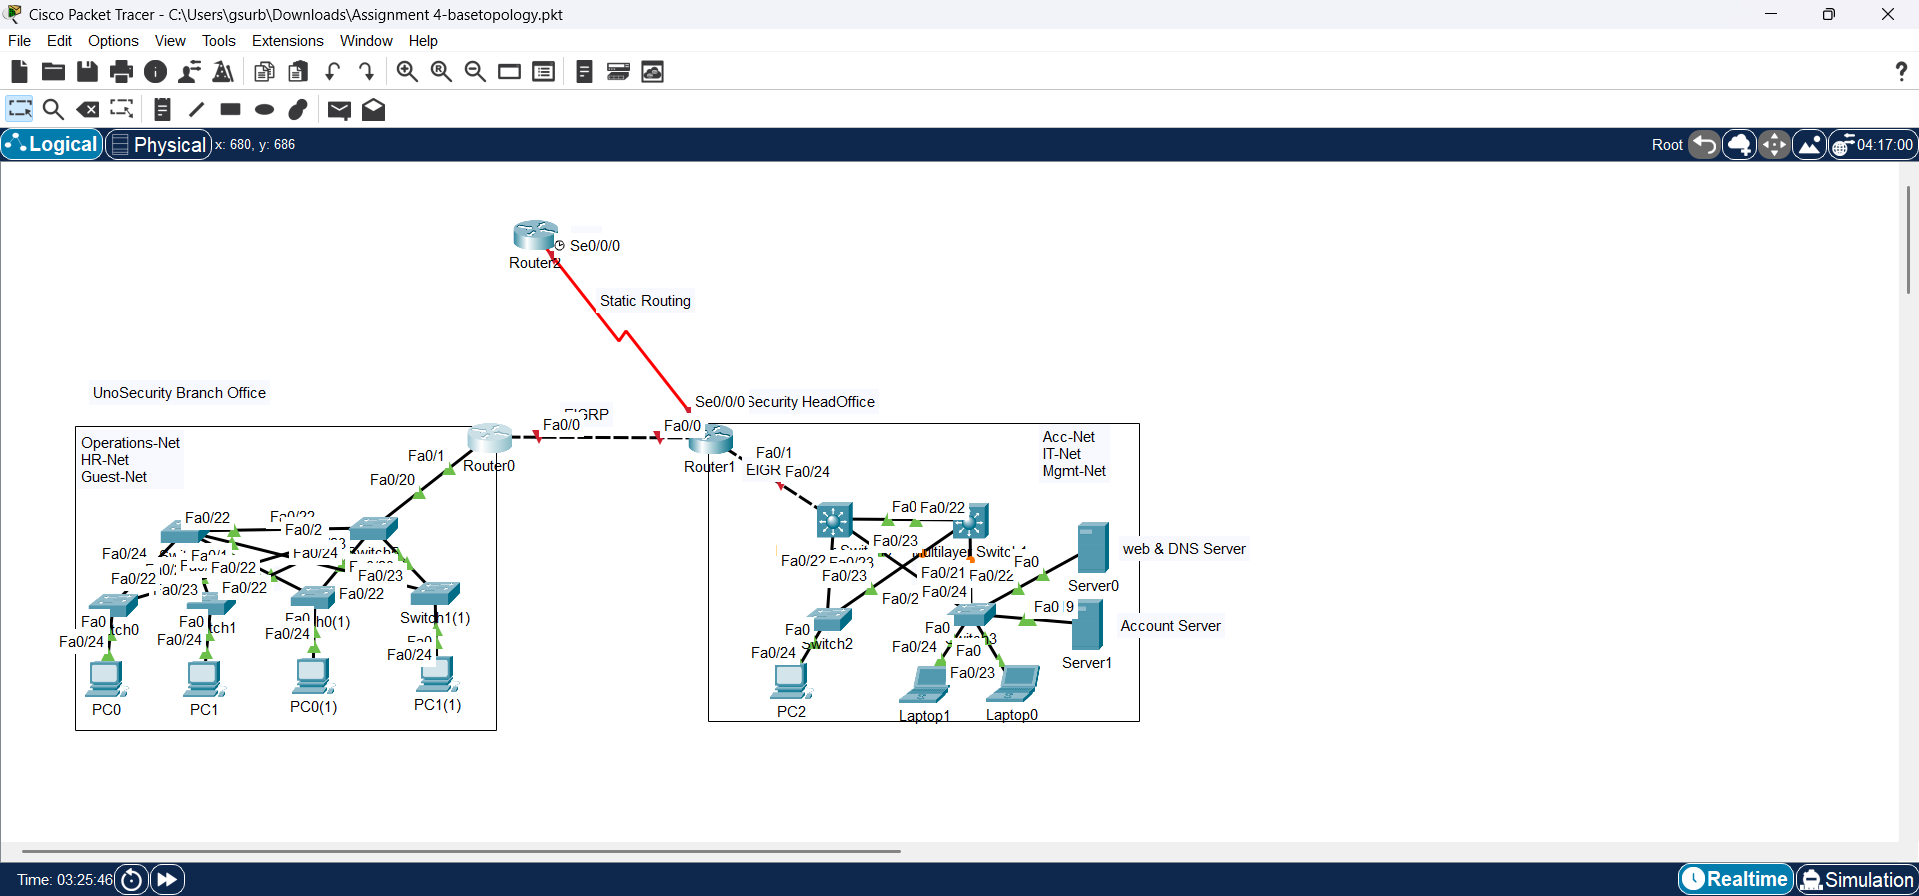 Cisco Packet Tracer - C:\Users\gsurb\Downloads\Assignment 4-basetopology.pkt
File Edit Options View Tools Extensions Window Help
Logical Physical x: 680, y: 686 Root 04:17:00
Se0/0/0
Router2
Static Routing
UnoSecurity Branch Office
Se0/0/0 Security HeadOffice
Fa0/0 Fa0/0
Operations-Net
HR-Net
Guest-Net
Acc-Net
IT-Net
Mgmt-Net
Fa0/1 Router0 Router1 Fa0/1
Fa0/20 Fa0/24
Fa0/22 Fa0/2 Fa0 Fa0/22
Fa0/24 Fa0/24 Fa0/23 web & DNS Server
Fa0/22 Fa0/22 Fa0/23 Fa0/22 Fa0/23 Fa0/21 Fa0/22 Fa0
Fa0/22 Fa0/22 Fa0/24 Server0
Fa0/2 Fa0
Fa0 Fa0 Switch1(1) Fa0 Fa0 Account Server
Fa0/24 Fa0/24 Fa0/24 Fa0/24 Switch2 Fa0/24 Fa0
Fa0/24 Fa0/23 Server1
PC0 PC1 PC0(1) PC1(1) PC2 Laptop1 Laptop0
Time: 03:25:46 Realtime Simulation